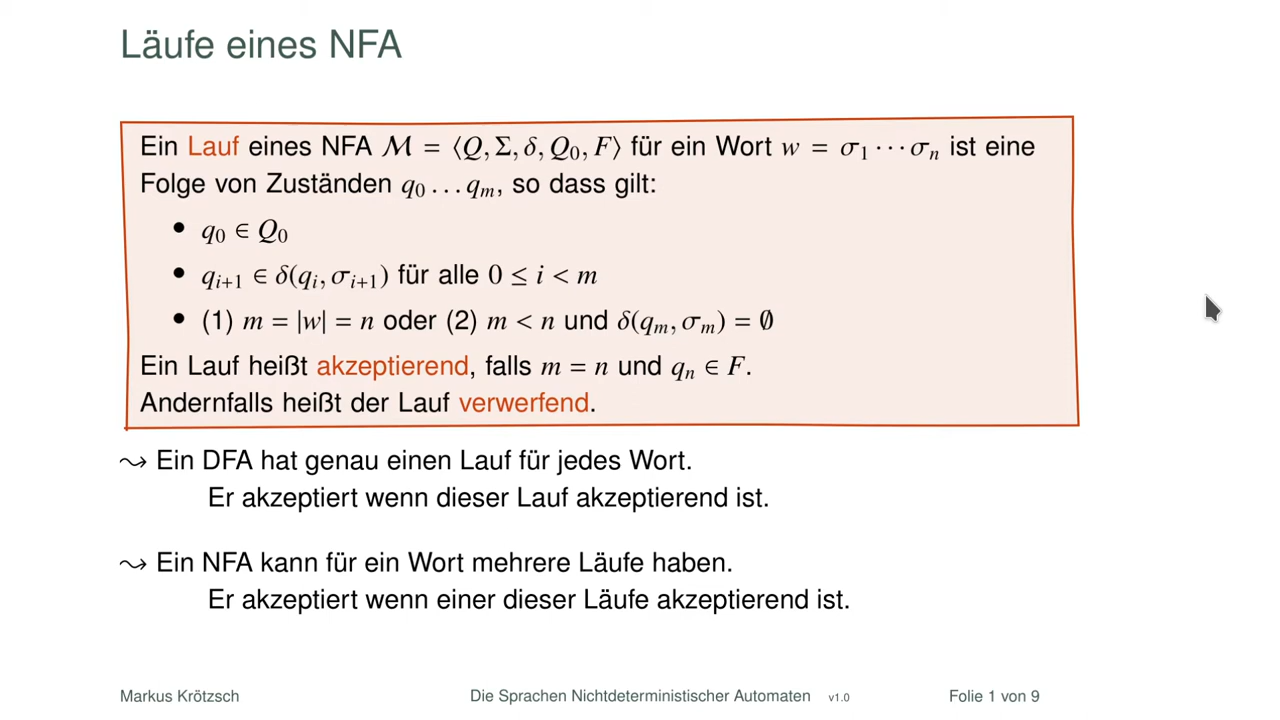 Läufe eines NFA
Ein Lauf eines NFA ℳ = ⟨Q, Σ, δ, Q₀, F⟩ für ein Wort w = σ₁ ⋯ σₙ ist eine
Folge von Zuständen q₀ … qₘ, so dass gilt:
• q₀ ∈ Q₀
• qᵢ₊₁ ∈ δ(qᵢ, σᵢ₊₁) für alle 0 ≤ i < m
• (1) m = |w| = n oder (2) m < n und δ(qₘ, σₘ) = ∅
Ein Lauf heißt akzeptierend, falls m = n und qₙ ∈ F.
Andernfalls heißt der Lauf verwerfend.
⤳ Ein DFA hat genau einen Lauf für jedes Wort.
Er akzeptiert wenn dieser Lauf akzeptierend ist.
⤳ Ein NFA kann für ein Wort mehrere Läufe haben.
Er akzeptiert wenn einer dieser Läufe akzeptierend ist.
Markus Krötzsch Die Sprachen Nichtdeterministischer Automaten v1.0 Folie 1 von 9